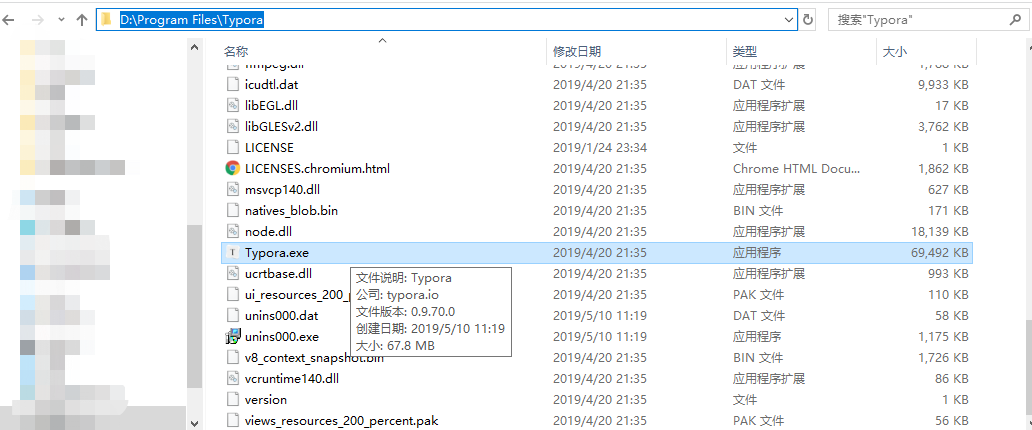 D:\Program Files\Typora 搜索"Typora"
名称 修改日期 类型 大小
ffmpeg.dll 2019/4/20 21:35 应用程序扩展 KB
icudtl.dat 2019/4/20 21:35 DAT 文件 9,933 KB
libEGL.dll 2019/4/20 21:35 应用程序扩展 17 KB
libGLESv2.dll 2019/4/20 21:35 应用程序扩展 3,762 KB
LICENSE 2019/1/24 23:34 文件 1 KB
LICENSES.chromium.html 2019/4/20 21:35 Chrome HTML Docu... 1,862 KB
msvcp140.dll 2019/4/20 21:35 应用程序扩展 627 KB
natives_blob.bin 2019/4/20 21:35 BIN 文件 171 KB
node.dll 2019/4/20 21:35 应用程序扩展 18,139 KB
Typora.exe 2019/4/20 21:35 应用程序 69,492 KB
ucrtbase.dll 2019/4/20 21:35 应用程序扩展 993 KB
ui_resources_200_ 2019/4/20 21:35 PAK 文件 110 KB
unins000.dat 2019/5/10 11:19 DAT 文件 58 KB
unins000.exe 2019/5/10 11:19 应用程序 1,175 KB
v8_context_snapshot.bin 2019/4/20 21:35 BIN 文件 1,726 KB
vcruntime140.dll 2019/4/20 21:35 应用程序扩展 86 KB
version 2019/4/20 21:35 文件 1 KB
views_resources_200_percent.pak 2019/4/20 21:35 PAK 文件 56 KB
文件说明: Typora
公司: typora.io
文件版本: 0.9.70.0
创建日期: 2019/5/10 11:19
大小: 67.8 MB